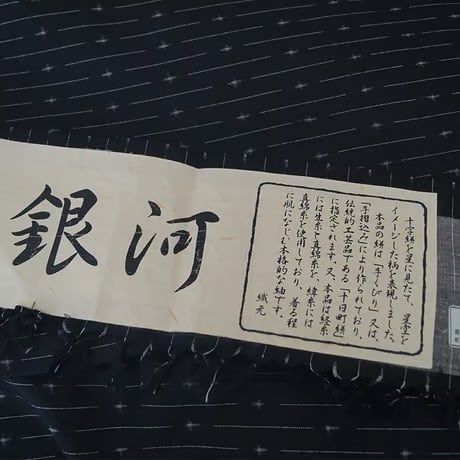 銀河
十字絣を星に見たて、星雲を
イメージした柄を表現しました。
本品の絣は「手くびり」又は、
「手摺込み」により作られており、
伝統的工芸品である「十日町絣」
に指定されます。又、本品は経糸
には生糸と真綿糸を、緯糸には
真綿糸を使用しており、着る程
に肌になじむ本格的な紬です。
織元